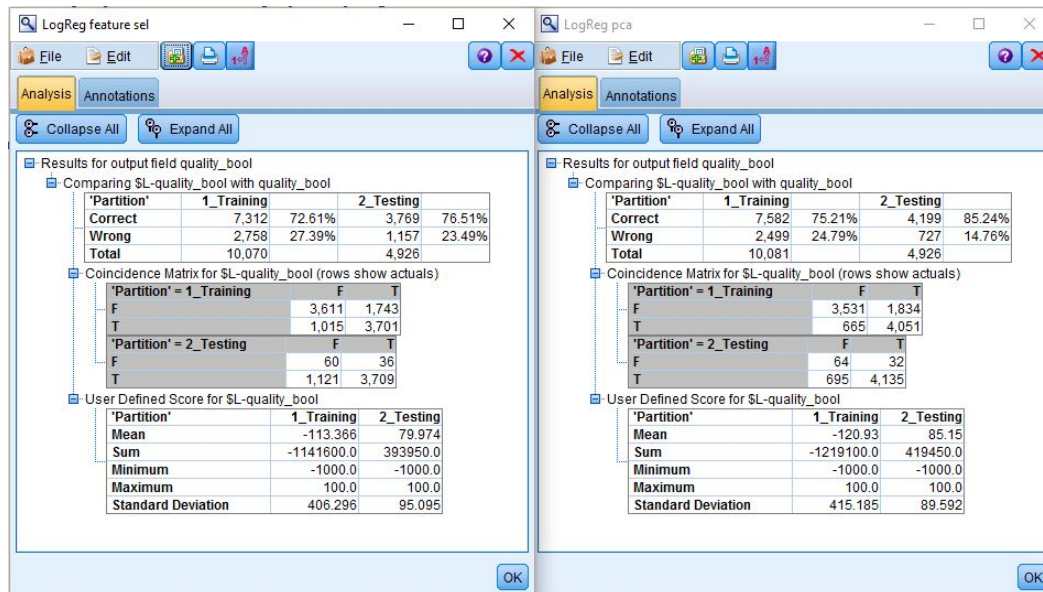 LogReg feature sel
File Edit
Analysis Annotations
Collapse All Expand All
Results for output field quality_bool
Comparing $L-quality_bool with quality_bool
'Partition' 1_Training 2_Testing
Correct 7,312 72.61% 3,769 76.51%
Wrong 2,758 27.39% 1,157 23.49%
Total 10,070 4,926
Coincidence Matrix for $L-quality_bool (rows show actuals)
'Partition' = 1_Training F T
F 3,611 1,743
T 1,015 3,701
'Partition' = 2_Testing F T
F 60 36
T 1,121 3,709
User Defined Score for $L-quality_bool
'Partition' 1_Training 2_Testing
Mean -113.366 79.974
Sum -1141600.0 393950.0
Minimum -1000.0 -1000.0
Maximum 100.0 100.0
Standard Deviation 406.296 95.095
OK
LogReg pca
File Edit
Analysis Annotations
Collapse All Expand All
Results for output field quality_bool
Comparing $L-quality_bool with quality_bool
'Partition' 1_Training 2_Testing
Correct 7,582 75.21% 4,199 85.24%
Wrong 2,499 24.79% 727 14.76%
Total 10,081 4,926
Coincidence Matrix for $L-quality_bool (rows show actuals)
'Partition' = 1_Training F T
F 3,531 1,834
T 665 4,051
'Partition' = 2_Testing F T
F 64 32
T 695 4,135
User Defined Score for $L-quality_bool
'Partition' 1_Training 2_Testing
Mean -120.93 85.15
Sum -1219100.0 419450.0
Minimum -1000.0 -1000.0
Maximum 100.0 100.0
Standard Deviation 415.185 89.592
OK